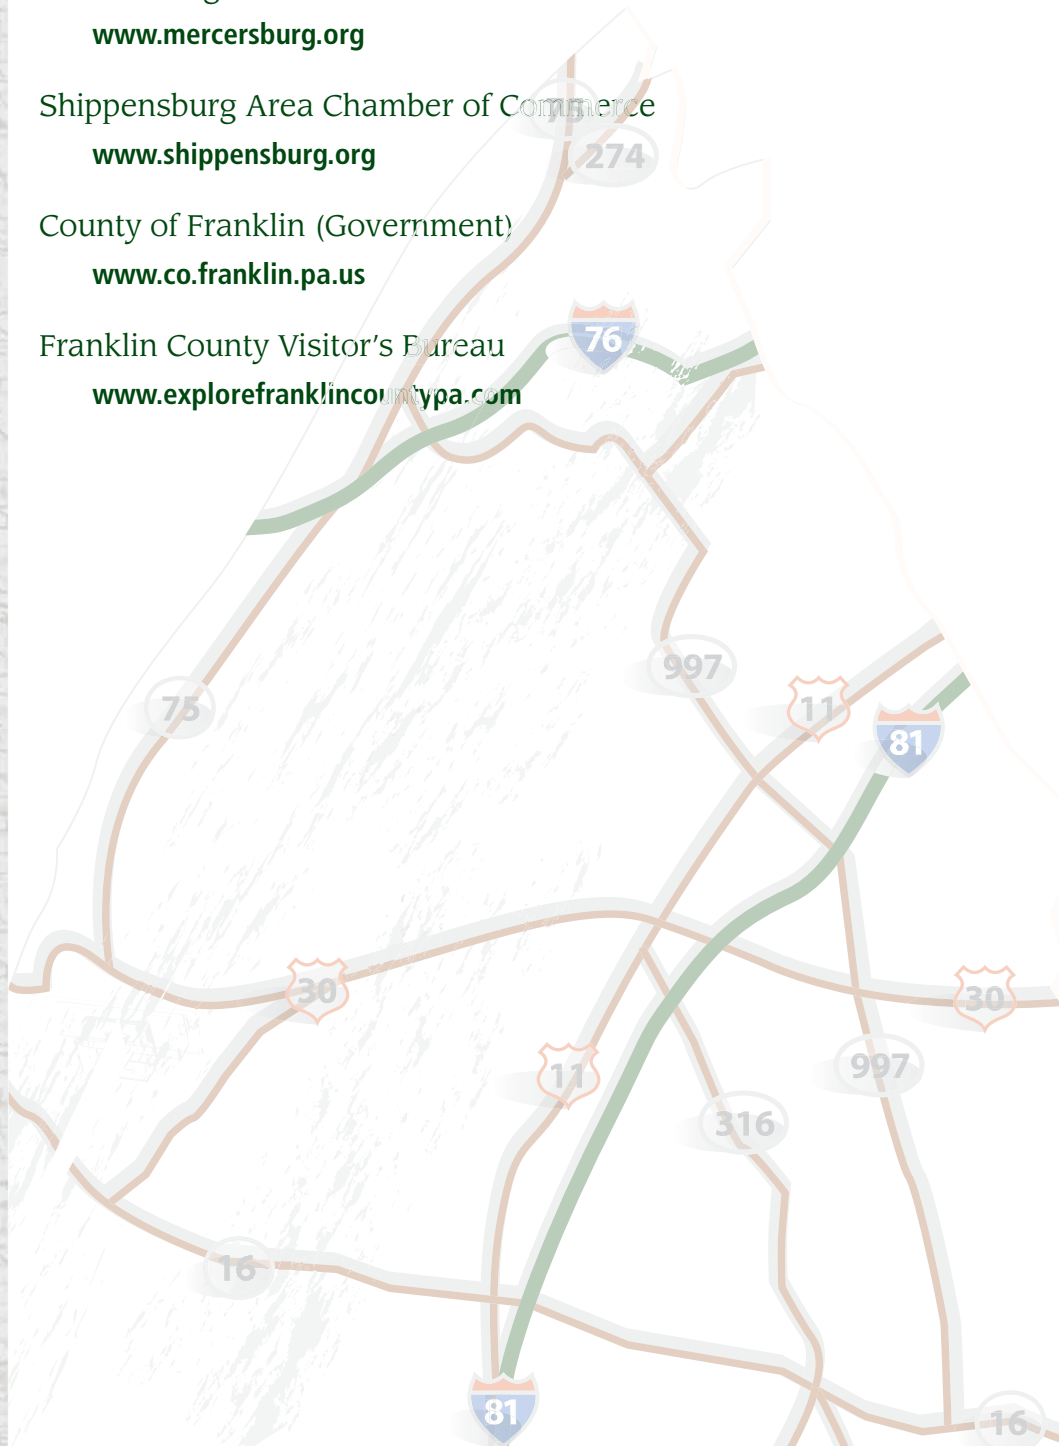 www.mercersburg.org
Shippensburg Area Chamber of Commerce
www.shippensburg.org
County of Franklin (Government)
www.co.franklin.pa.us
Franklin County Visitor's Bureau
www.explorefranklincountypa.com
75
274
76
997
75
11
81
30
30
11
997
316
16
81
16